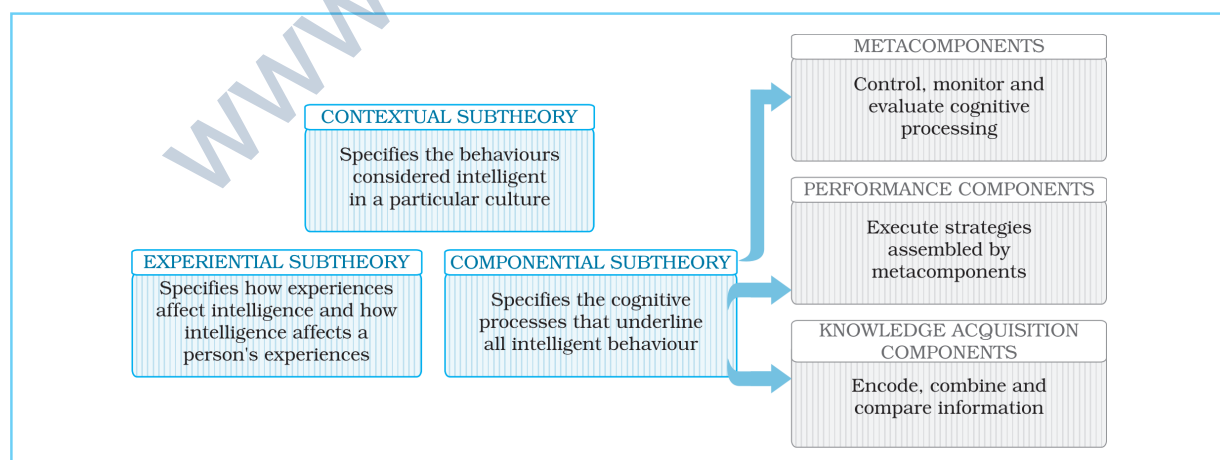 www
CONTEXTUAL SUBTHEORY
Specifies the behaviours
considered intelligent
in a particular culture
EXPERIENTIAL SUBTHEORY
Specifies how experiences
affect intelligence and how
intelligence affects a
person's experiences
COMPONENTIAL SUBTHEORY
Specifies the cognitive
processes that underline
all intelligent behaviour
METACOMPONENTS
Control, monitor and
evaluate cognitive
processing
PERFORMANCE COMPONENTS
Execute strategies
assembled by
metacomponents
KNOWLEDGE ACQUISITION
COMPONENTS
Encode, combine and
compare information